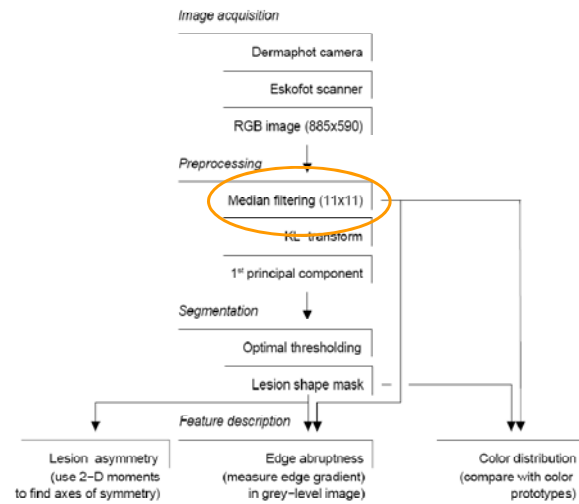 Image acquisition
Dermaphot camera
Eskofot scanner
RGB image (885x590)
Preprocessing
Median filtering (11x11)
KL-transform
1st principal component
Segmentation
Optimal thresholding
Lesion shape mask
Feature description
Lesion asymmetry
(use 2-D moments
to find axes of symmetry)
Edge abruptness
(measure edge gradient)
in grey-level image)
Color distribution
(compare with color
prototypes)